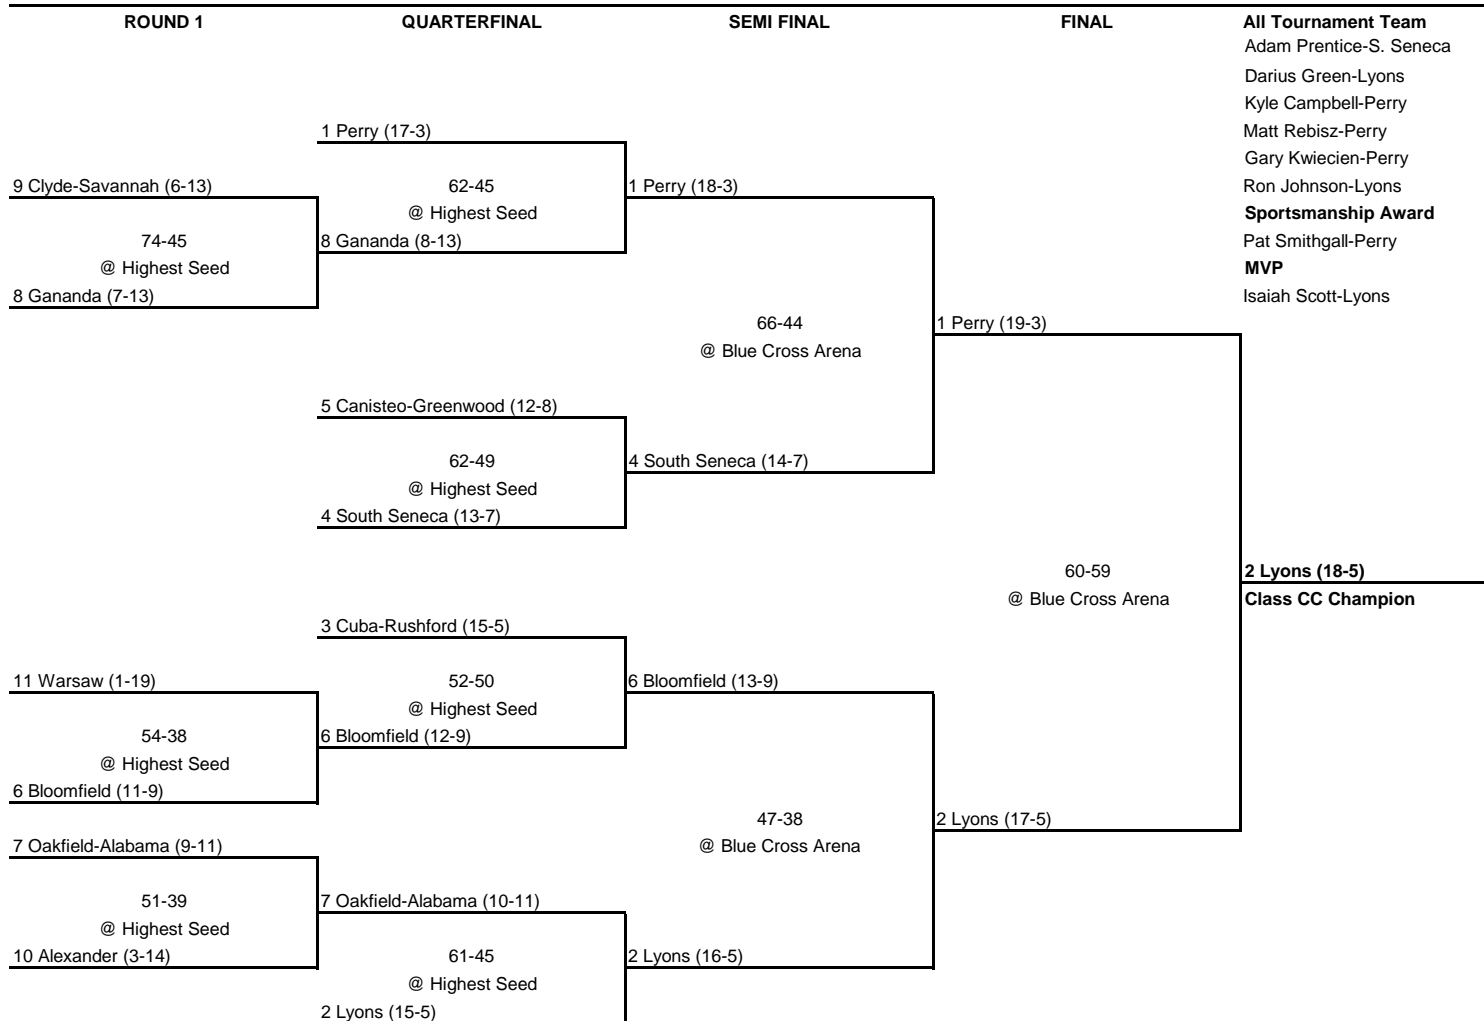 ROUND 1
QUARTERFINAL
SEMI FINAL
FINAL
All Tournament Team
Adam Prentice-S. Seneca
Darius Green-Lyons
Kyle Campbell-Perry
1 Perry (17-3)
Matt Rebisz-Perry
Gary Kwiecien-Perry
9 Clyde-Savannah (6-13)
62-45
1 Perry (18-3)
Ron Johnson-Lyons
@ Highest Seed
Sportsmanship Award
74-45
8 Gananda (8-13)
Pat Smithgall-Perry
@ Highest Seed
MVP
8 Gananda (7-13)
Isaiah Scott-Lyons
66-44
1 Perry (19-3)
@ Blue Cross Arena
5 Canisteo-Greenwood (12-8)
62-49
4 South Seneca (14-7)
@ Highest Seed
4 South Seneca (13-7)
60-59
2 Lyons (18-5)
@ Blue Cross Arena
Class CC Champion
3 Cuba-Rushford (15-5)
11 Warsaw (1-19)
52-50
6 Bloomfield (13-9)
@ Highest Seed
54-38
6 Bloomfield (12-9)
@ Highest Seed
6 Bloomfield (11-9)
47-38
2 Lyons (17-5)
7 Oakfield-Alabama (9-11)
@ Blue Cross Arena
51-39
7 Oakfield-Alabama (10-11)
@ Highest Seed
10 Alexander (3-14)
61-45
2 Lyons (16-5)
@ Highest Seed
2 Lyons (15-5)